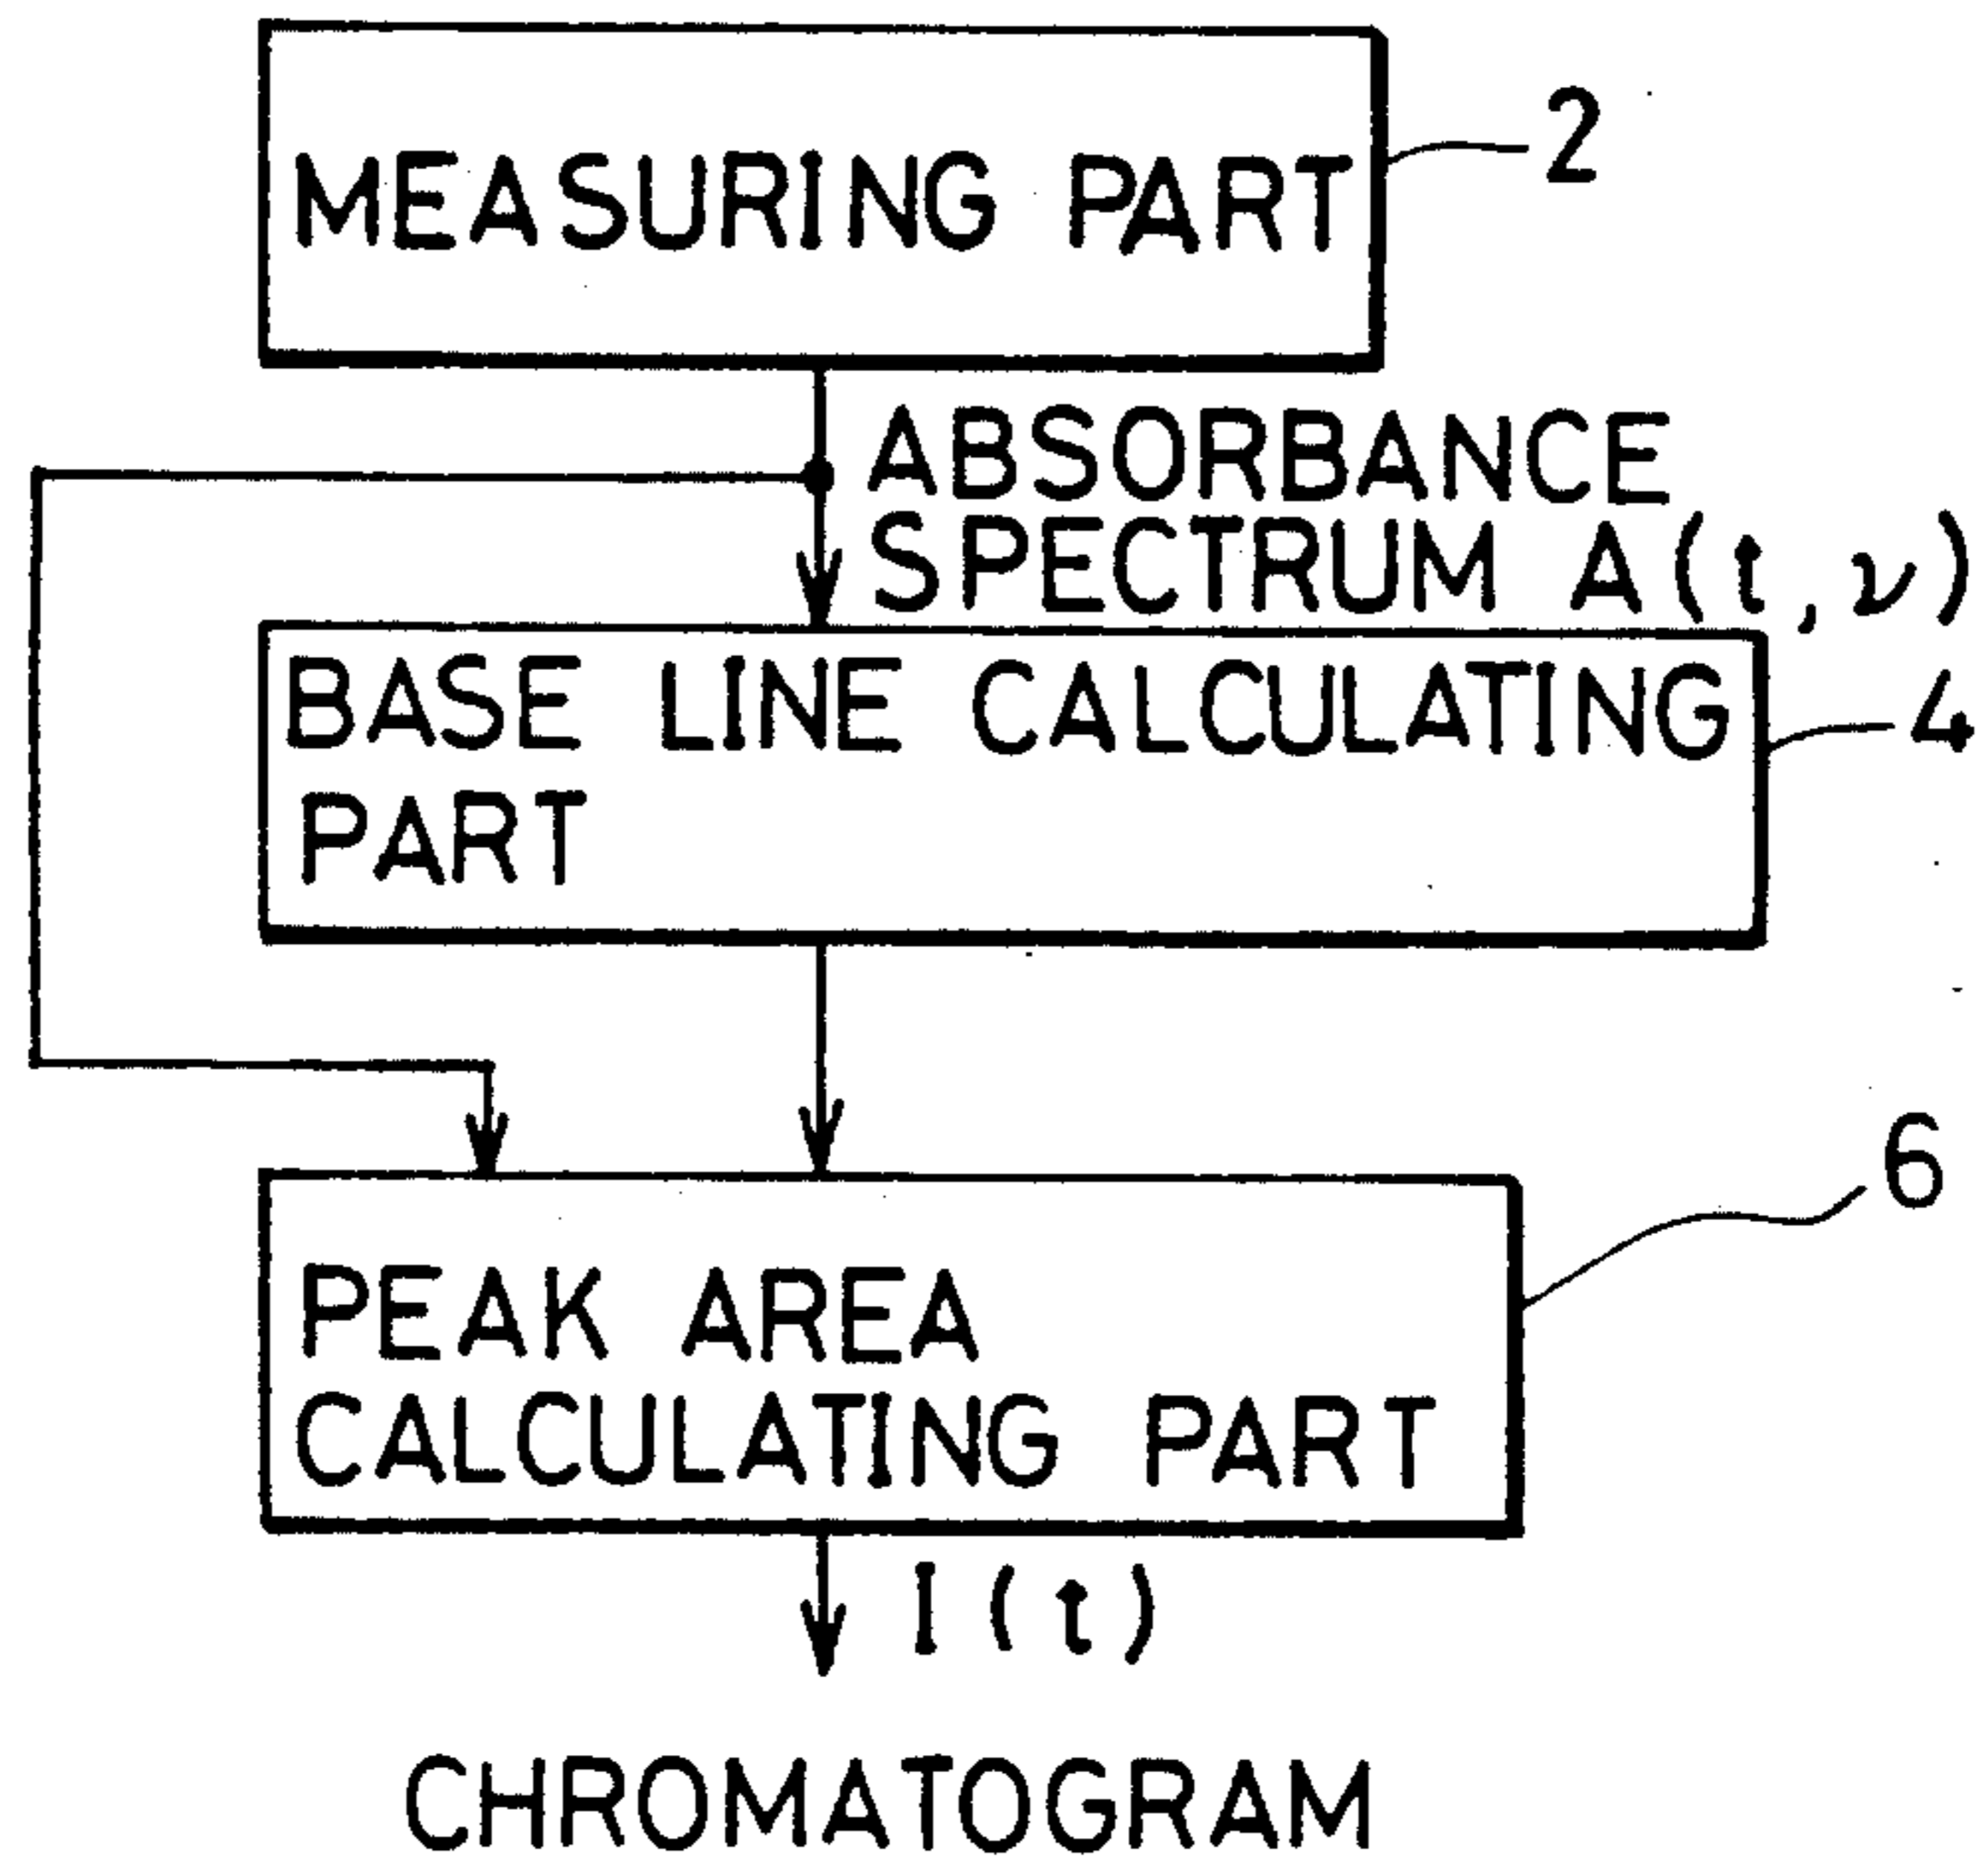 MEASURING PART
2
ABSORBANCE
SPECTRUM A(t,ν)
BASE LINE CALCULATING
PART
4
6
PEAK AREA
CALCULATING PART
I(t)
CHROMATOGRAM